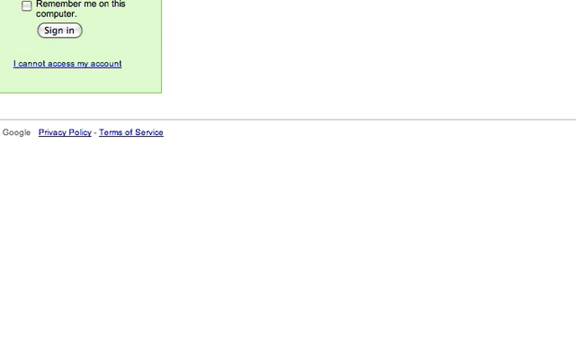 Remember me on this
computer.
Sign in
I cannot access my account
Google Privacy Policy - Terms of Service